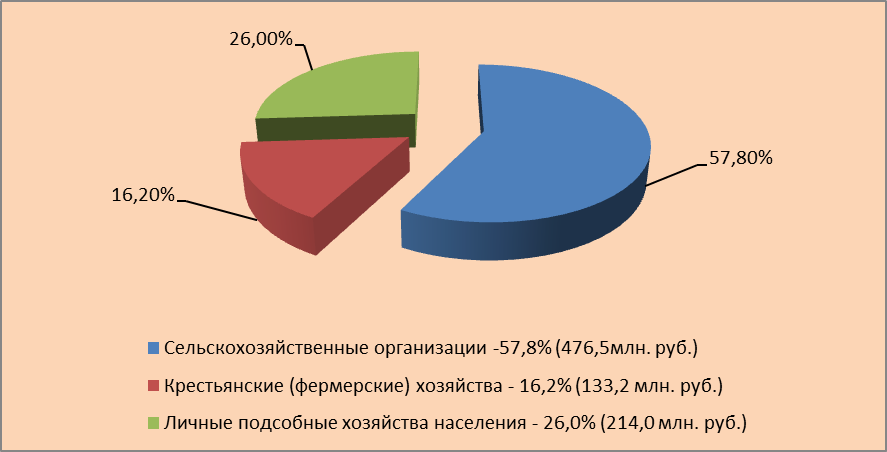 26,00%
57,80%
16,20%
Сельскохозяйственные организации -57,8% (476,5млн. руб.)
Крестьянские (фермерские) хозяйства - 16,2% (133,2 млн. руб.)
Личные подсобные хозяйства населения - 26,0% (214,0 млн. руб.)